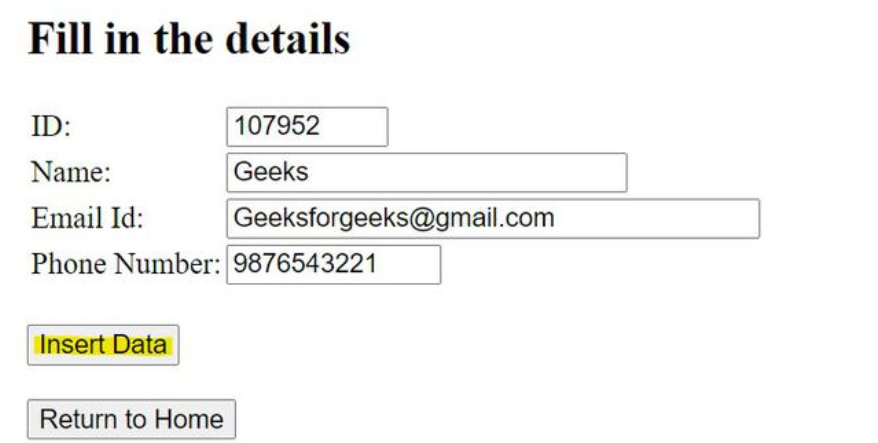 Fill in the details
ID: 107952
Name: Geeks
Email Id: Geeksforgeeks@gmail.com
Phone Number: 9876543221
Insert Data
Return to Home